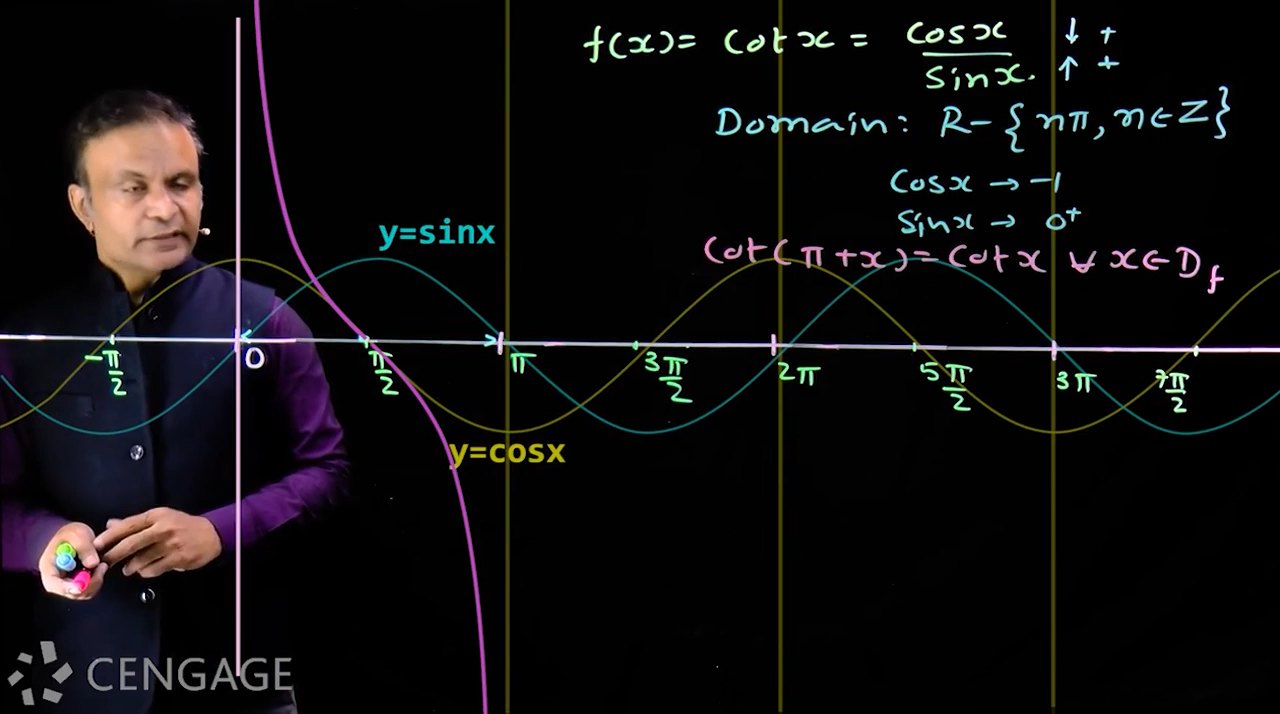 f(x) = cot x = cos x / sin x. ↓ + ↑ +
Domain: R - {nπ, n ∈ Z}
cos x → -1
sin x → 0⁺
cot(π + x) = cot x ∀ x ∈ D_f
y=sinx
-π/2 0 π/2 π 3π/2 2π 5π/2 3π 7π/2
y=cosx
CENGAGE